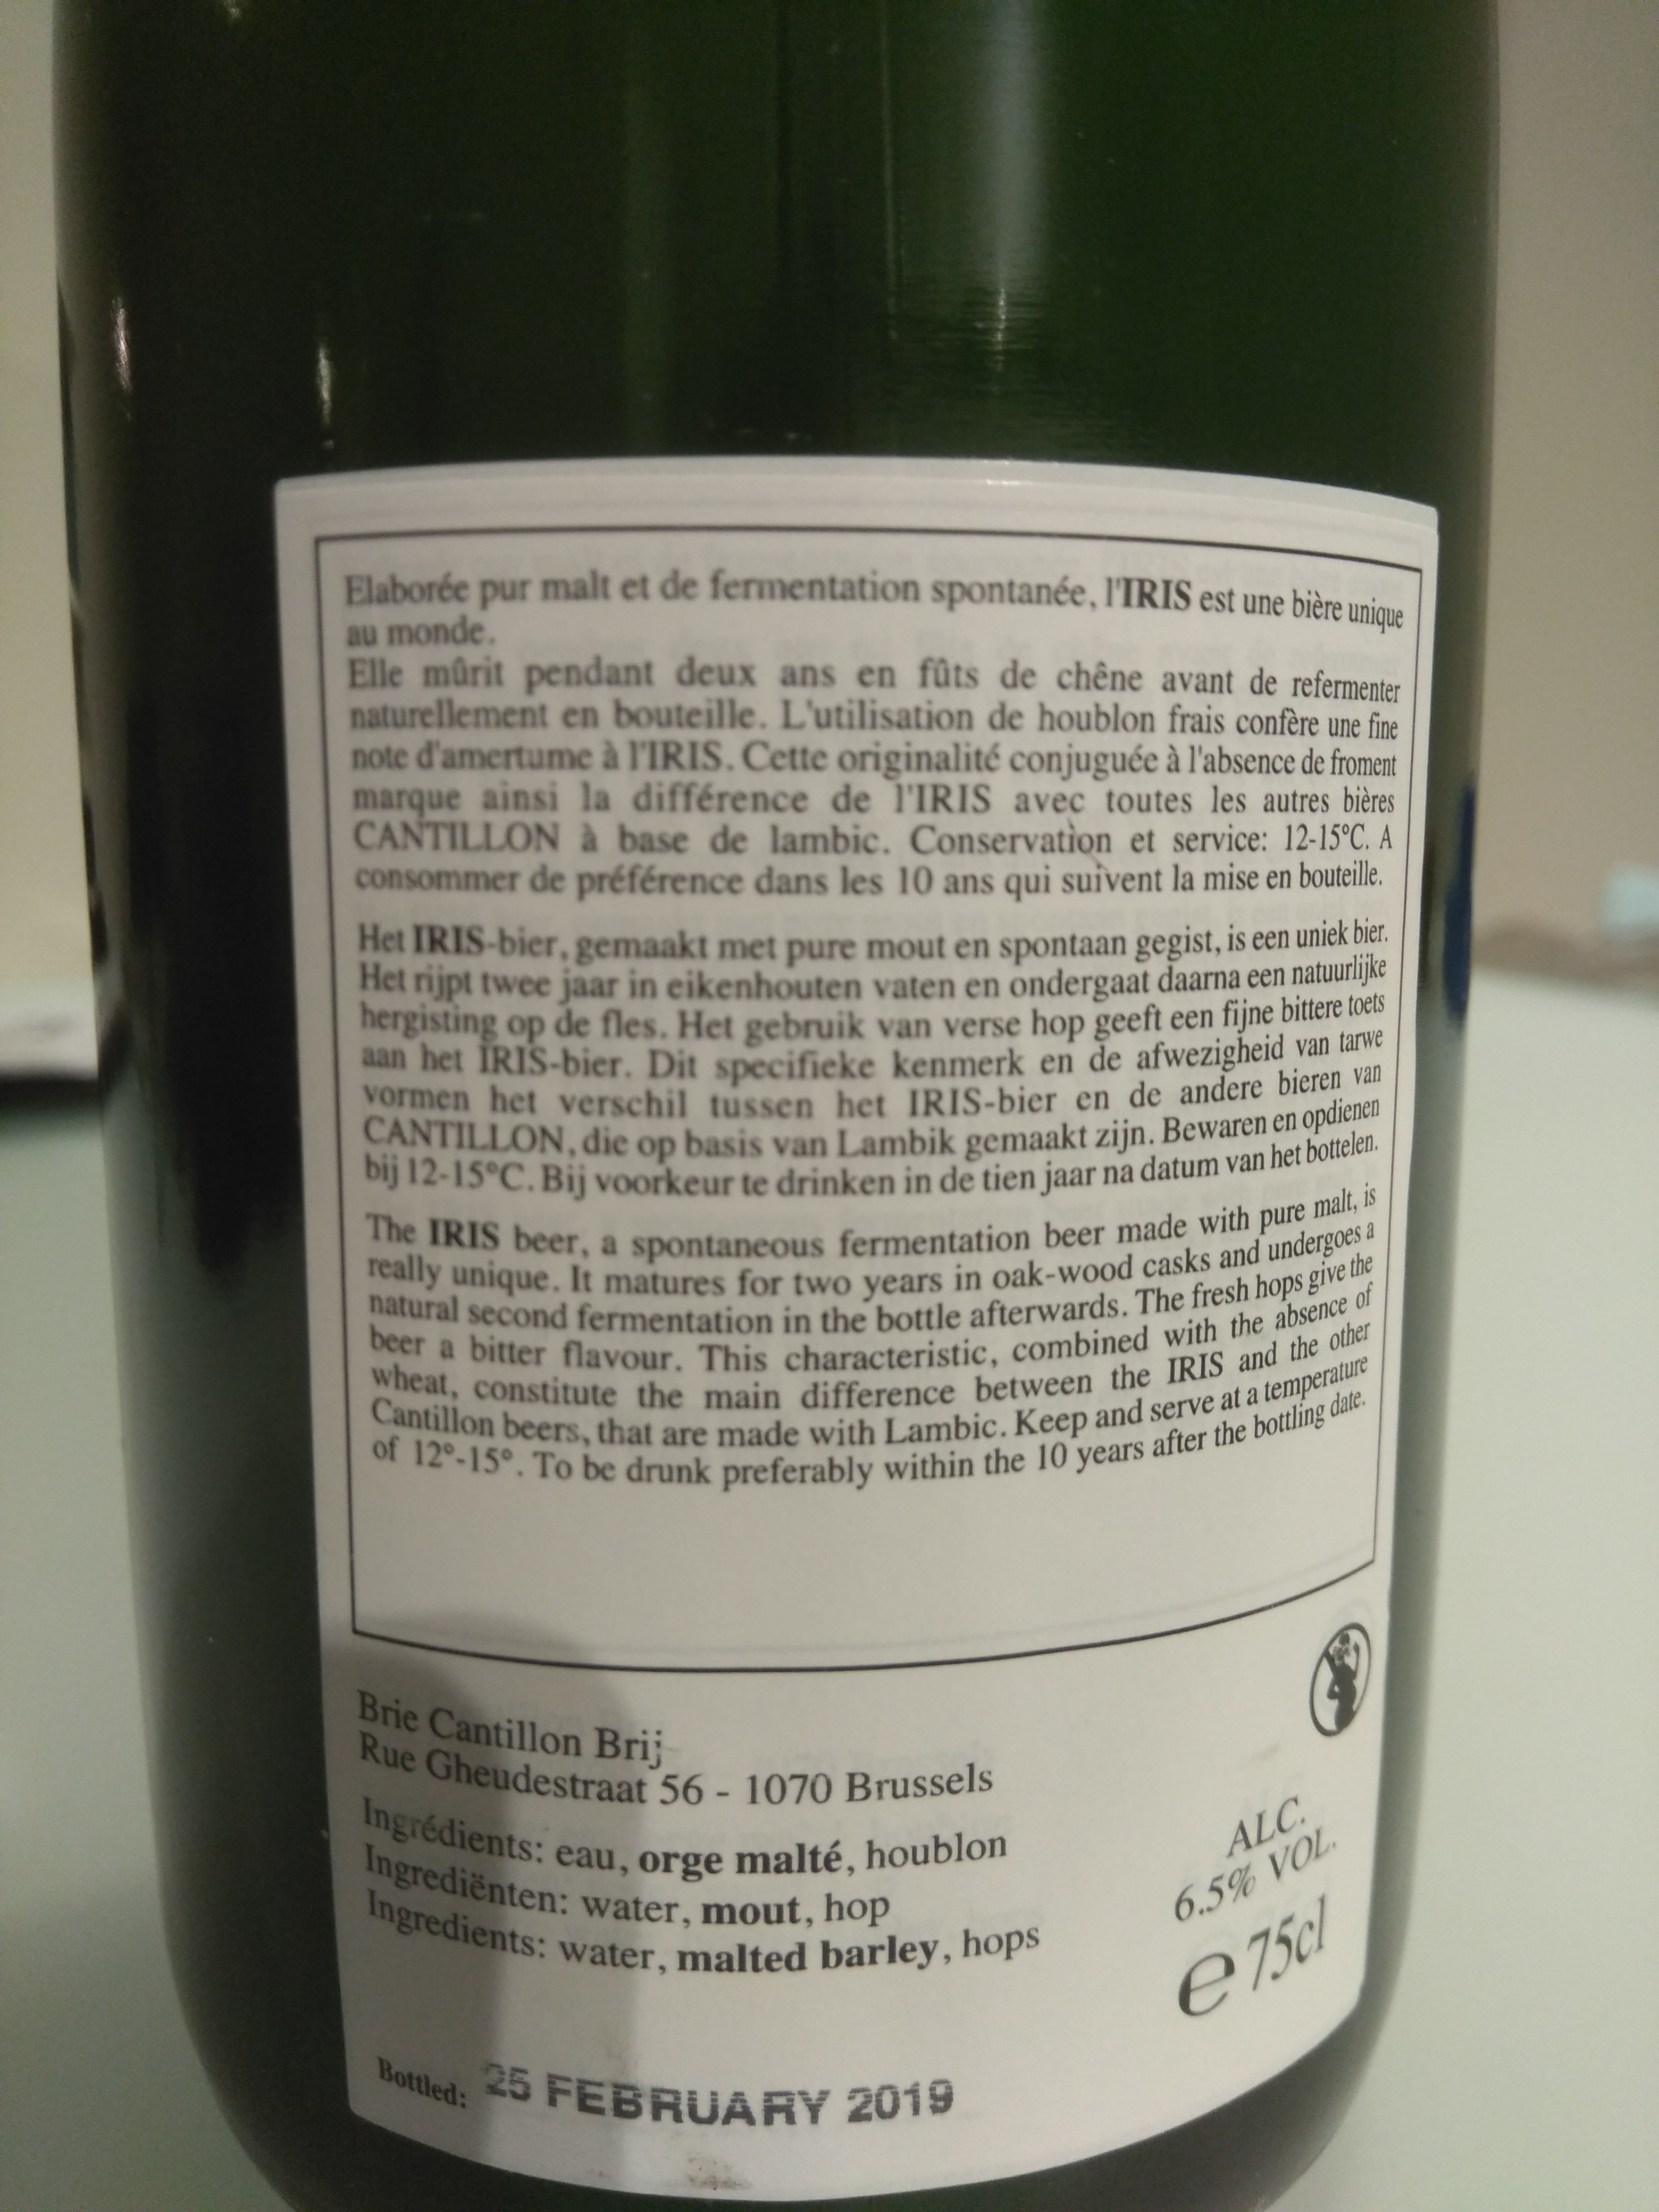 Elaborée pur malt et de fermentation spontanée, l'IRIS est une bière unique
au monde.
Elle mûrit pendant deux ans en fûts de chêne avant de refermenter
naturellement en bouteille. L'utilisation de houblon frais confère une fine
note d'amertume à l'IRIS. Cette originalité conjuguée à l'absence de froment
marque ainsi la différence de l'IRIS avec toutes les autres bières
CANTILLON à base de lambic. Conservation et service: 12-15°C. A
consommer de préférence dans les 10 ans qui suivent la mise en bouteille.
Het IRIS-bier, gemaakt met pure mout en spontaan gegist, is een uniek bier.
Het rijpt twee jaar in eikenhouten vaten en ondergaat daarna een natuurlijke
hergisting op de fles. Het gebruik van verse hop geeft een fijne bittere toets
aan het IRIS-bier. Dit specifieke kenmerk en de afwezigheid van tarwe
vormen het verschil tussen het IRIS-bier en de andere bieren van
CANTILLON, die op basis van Lambik gemaakt zijn. Bewaren en opdienen
bij 12-15°C. Bij voorkeur te drinken in de tien jaar na datum van het bottelen.
The IRIS beer, a spontaneous fermentation beer made with pure malt, is
really unique. It matures for two years in oak-wood casks and undergoes a
natural second fermentation in the bottle afterwards. The fresh hops give the
beer a bitter flavour. This characteristic, combined with the absence of
wheat, constitute the main difference between the IRIS and the other
Cantillon beers, that are made with Lambic. Keep and serve at a temperature
of 12°-15°. To be drunk preferably within the 10 years after the bottling date.
Brie Cantillon Brij
Rue Gheudestraat 56 - 1070 Brussels
Ingrédients: eau, orge malté, houblon
Ingrediënten: water, mout, hop
Ingredients: water, malted barley, hops
ALC.
6.5% VOL.
e 75cl
Bottled: 25 FEBRUARY 2019